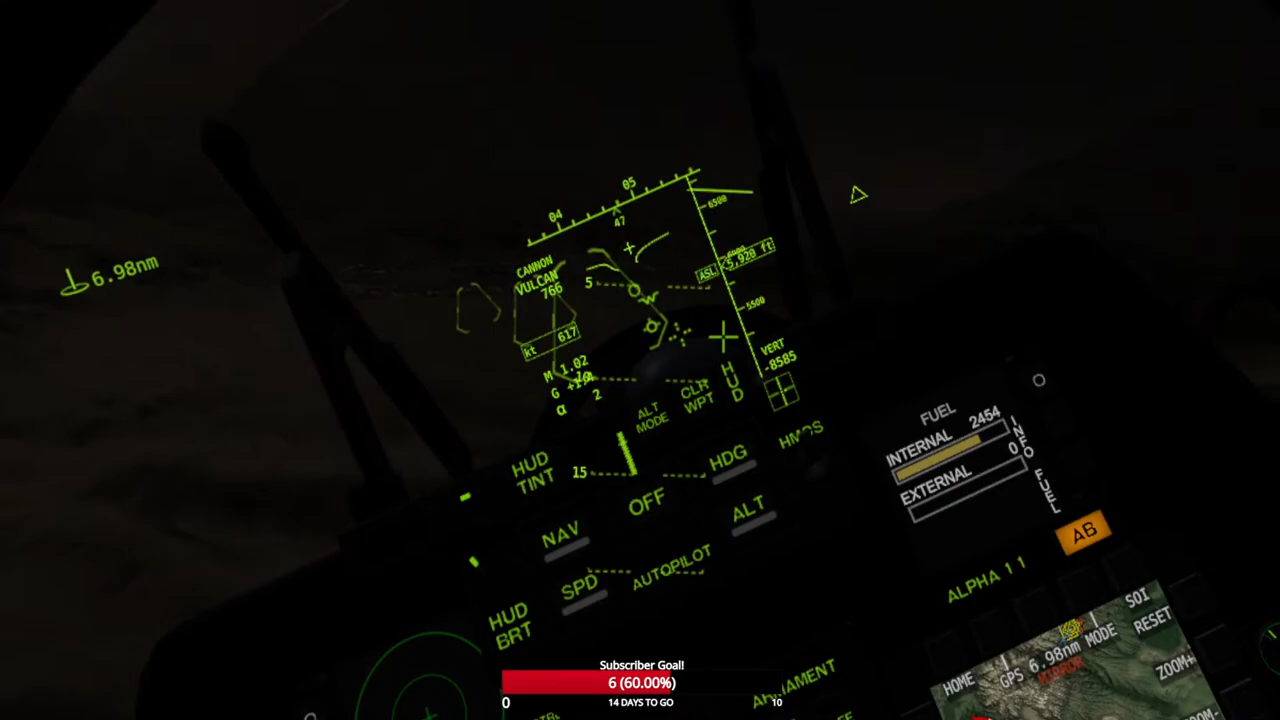 05
04
47
6500
6.98nm
CANNON
VULCAN
766
5
5,920 ft
ASL
5500
617
kt
M 1.02
G
α 2
VERT
-8585
HUD
CLR
WPT
ALT
MODE
HMCS
HUD
TINT
15
HDG
OFF
NAV
ALT
SPD
AUTOPILOT
HUD
BRT
FUEL
INTERNAL 2454
EXTERNAL 0
INFO
FUEL
AB
ALPHA 1 1
SOI
HOME
GPS 6.98nm MODE
RESET
MIRROR
ZOOM+
ZOOM-
Subscriber Goal!
6 (60.00%)
0 14 DAYS TO GO 10
ARMAMENT